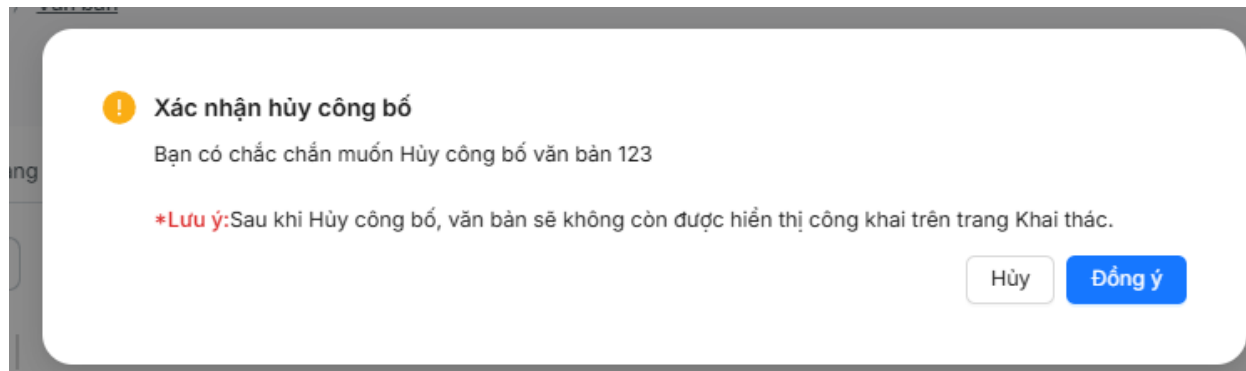 Văn bản
ang
Xác nhận hủy công bố
Bạn có chắc chắn muốn Hủy công bố văn bản 123
*Lưu ý:Sau khi Hủy công bố, văn bản sẽ không còn được hiển thị công khai trên trang Khai thác.
Hủy
Đồng ý